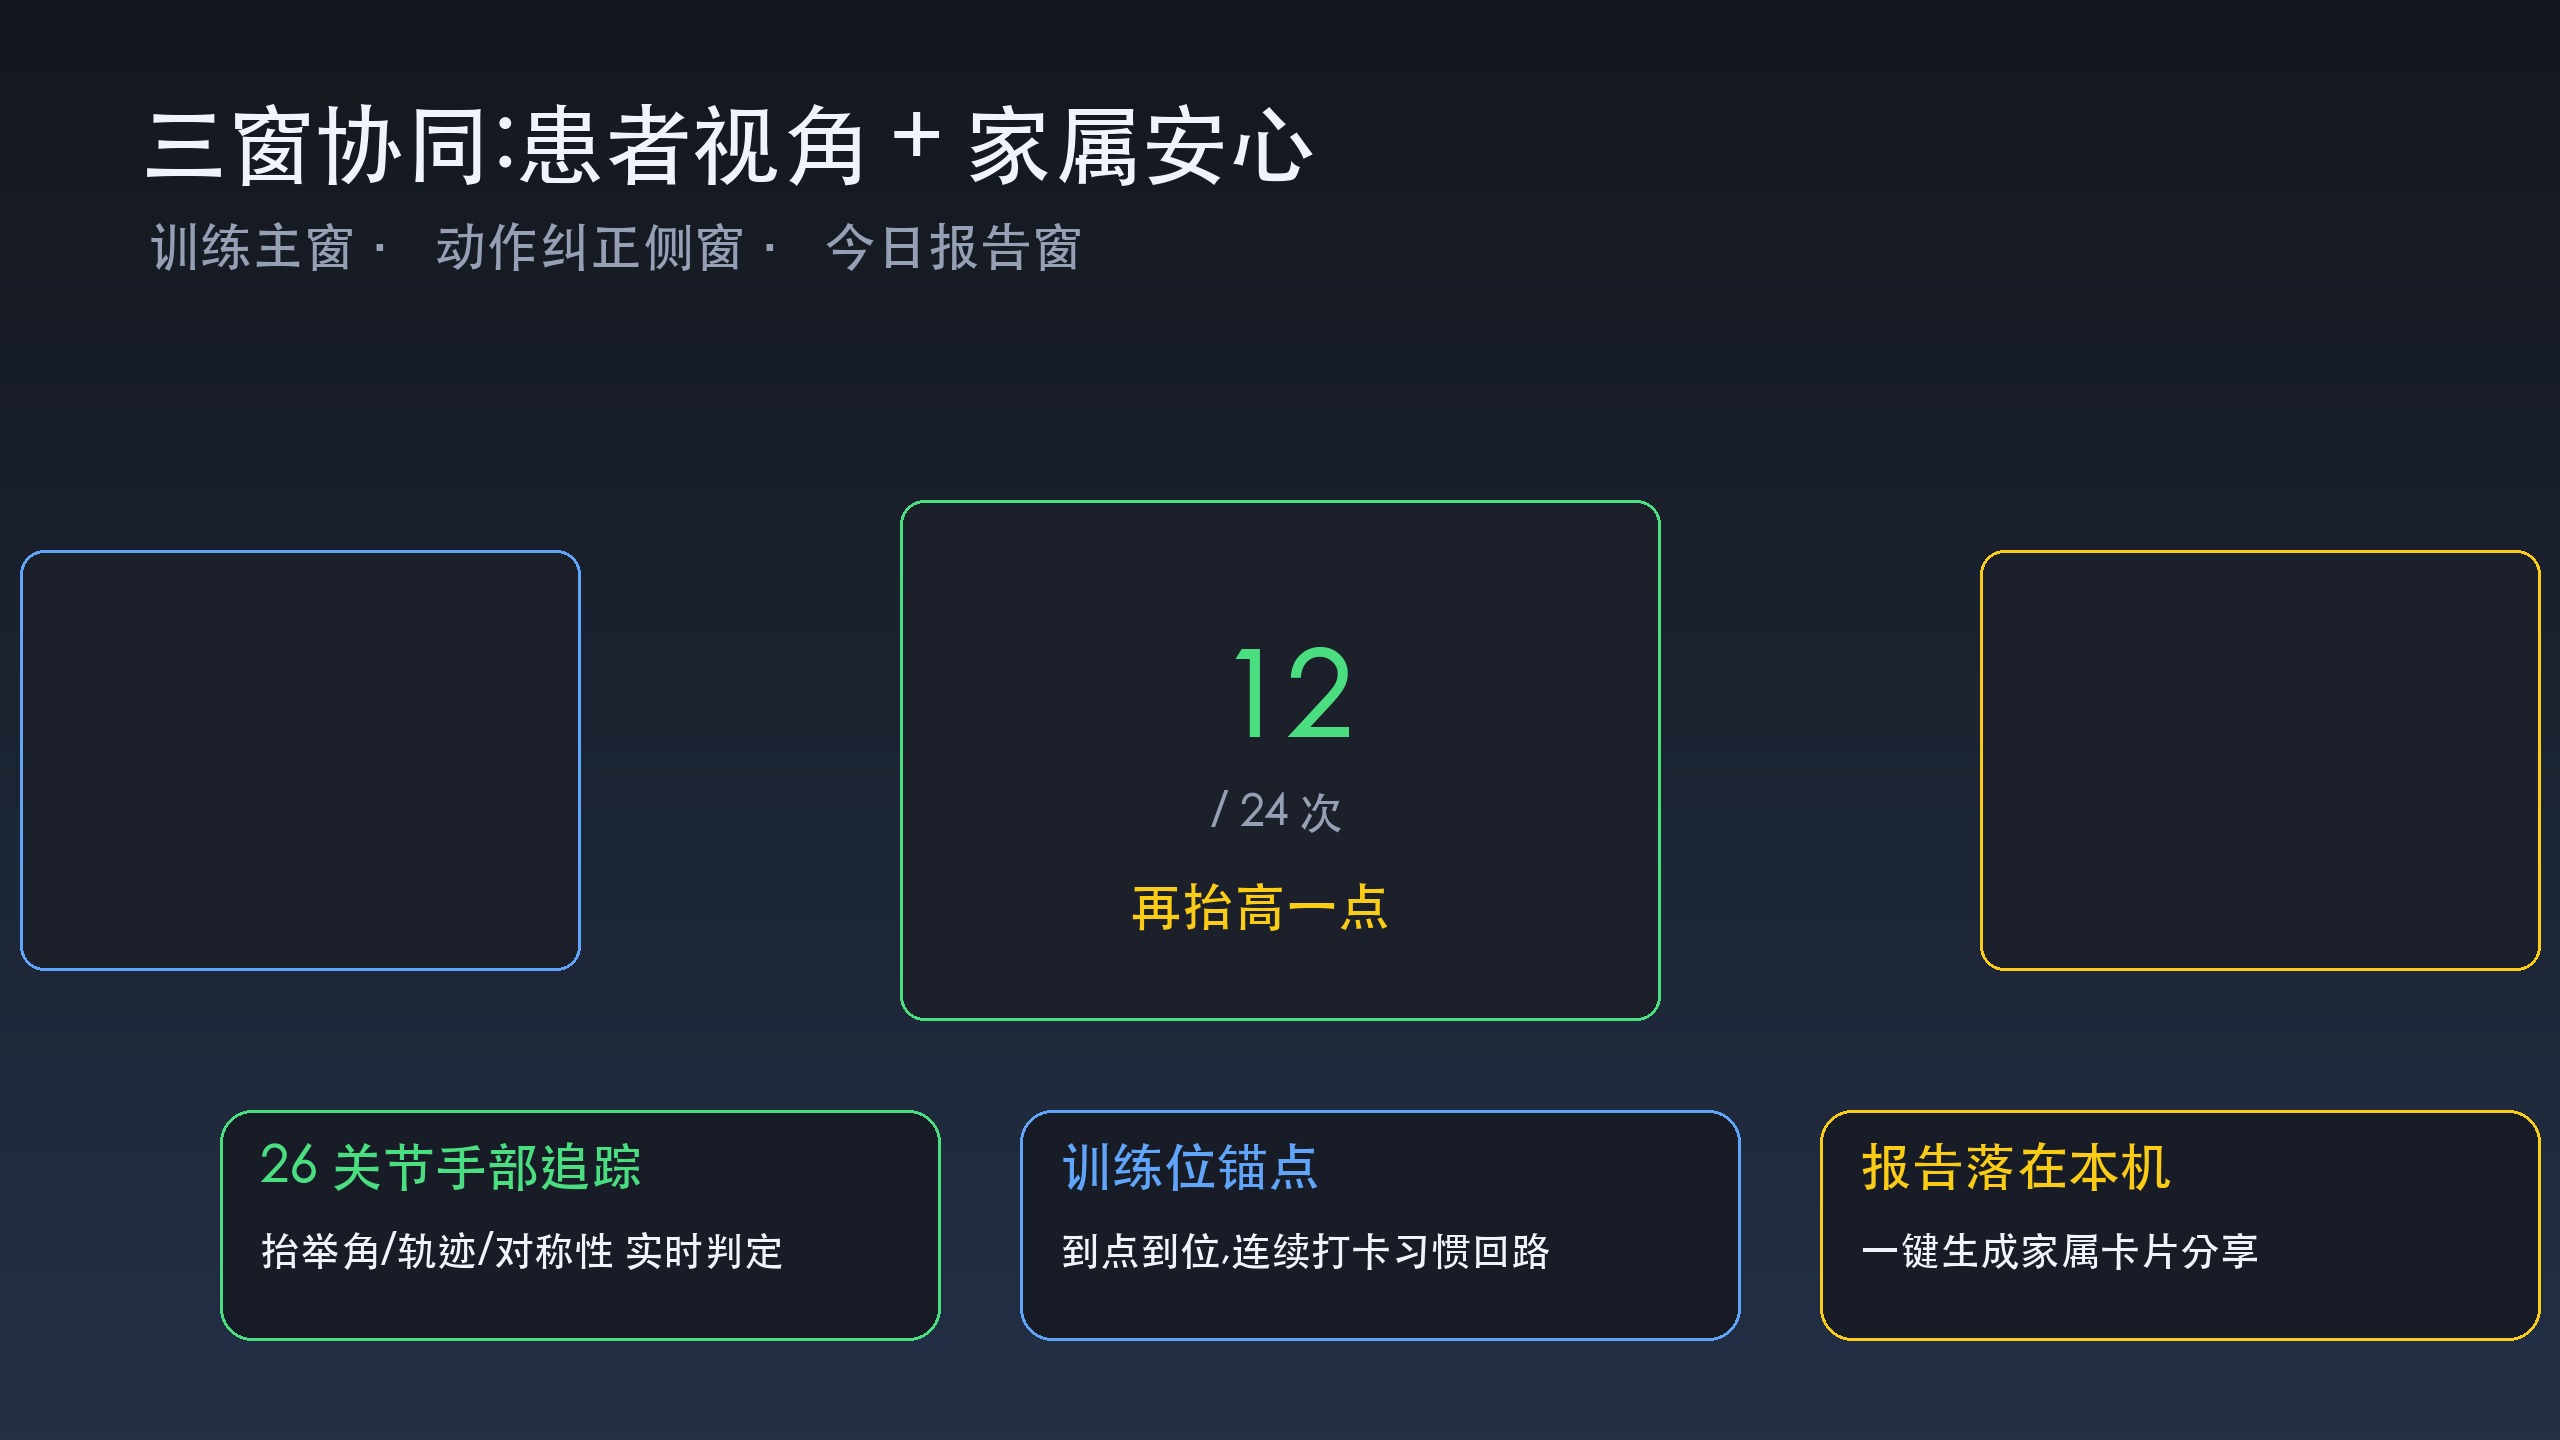 三窗协同:患者视角 + 家属安心
训练主窗 · 动作纠正侧窗 · 今日报告窗
12
/ 24 次
再抬高一点
26 关节手部追踪
抬举角/轨迹/对称性 实时判定
训练位锚点
到点到位,连续打卡习惯回路
报告落在本机
一键生成家属卡片分享